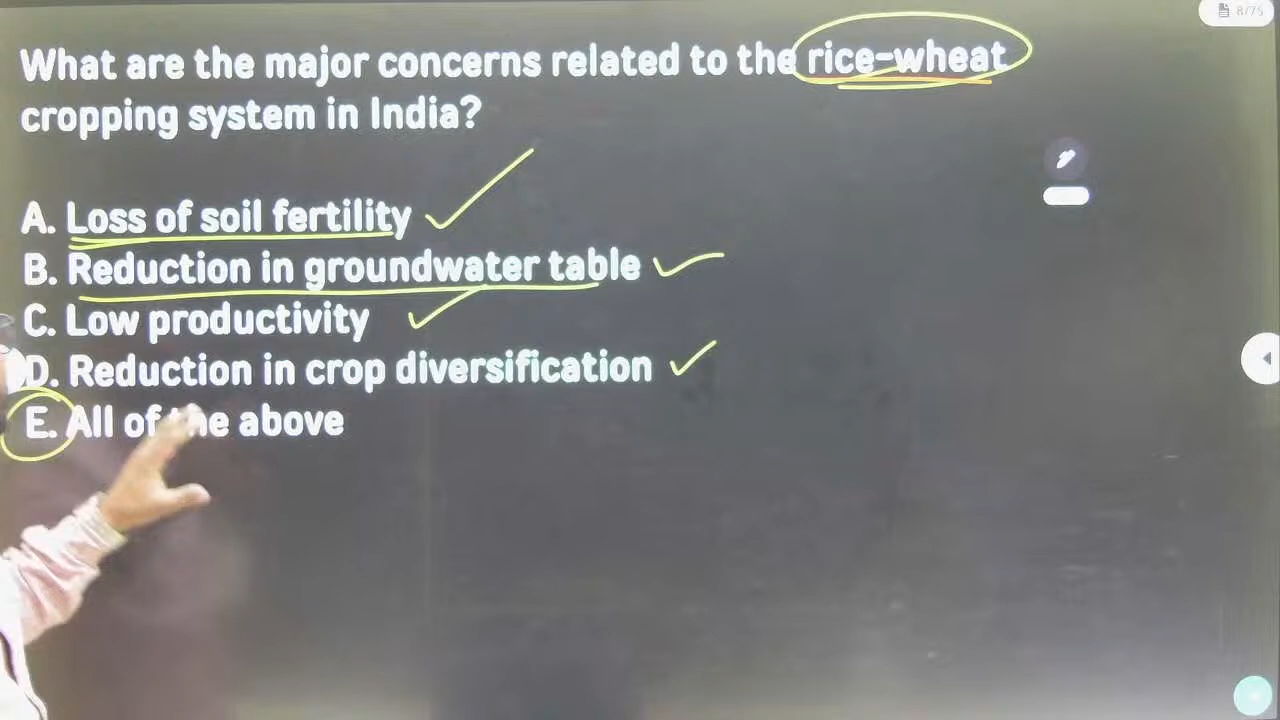 8/75
What are the major concerns related to the rice-wheat
cropping system in India?
A. Loss of soil fertility
B. Reduction in groundwater table
C. Low productivity
D. Reduction in crop diversification
E. All of the above